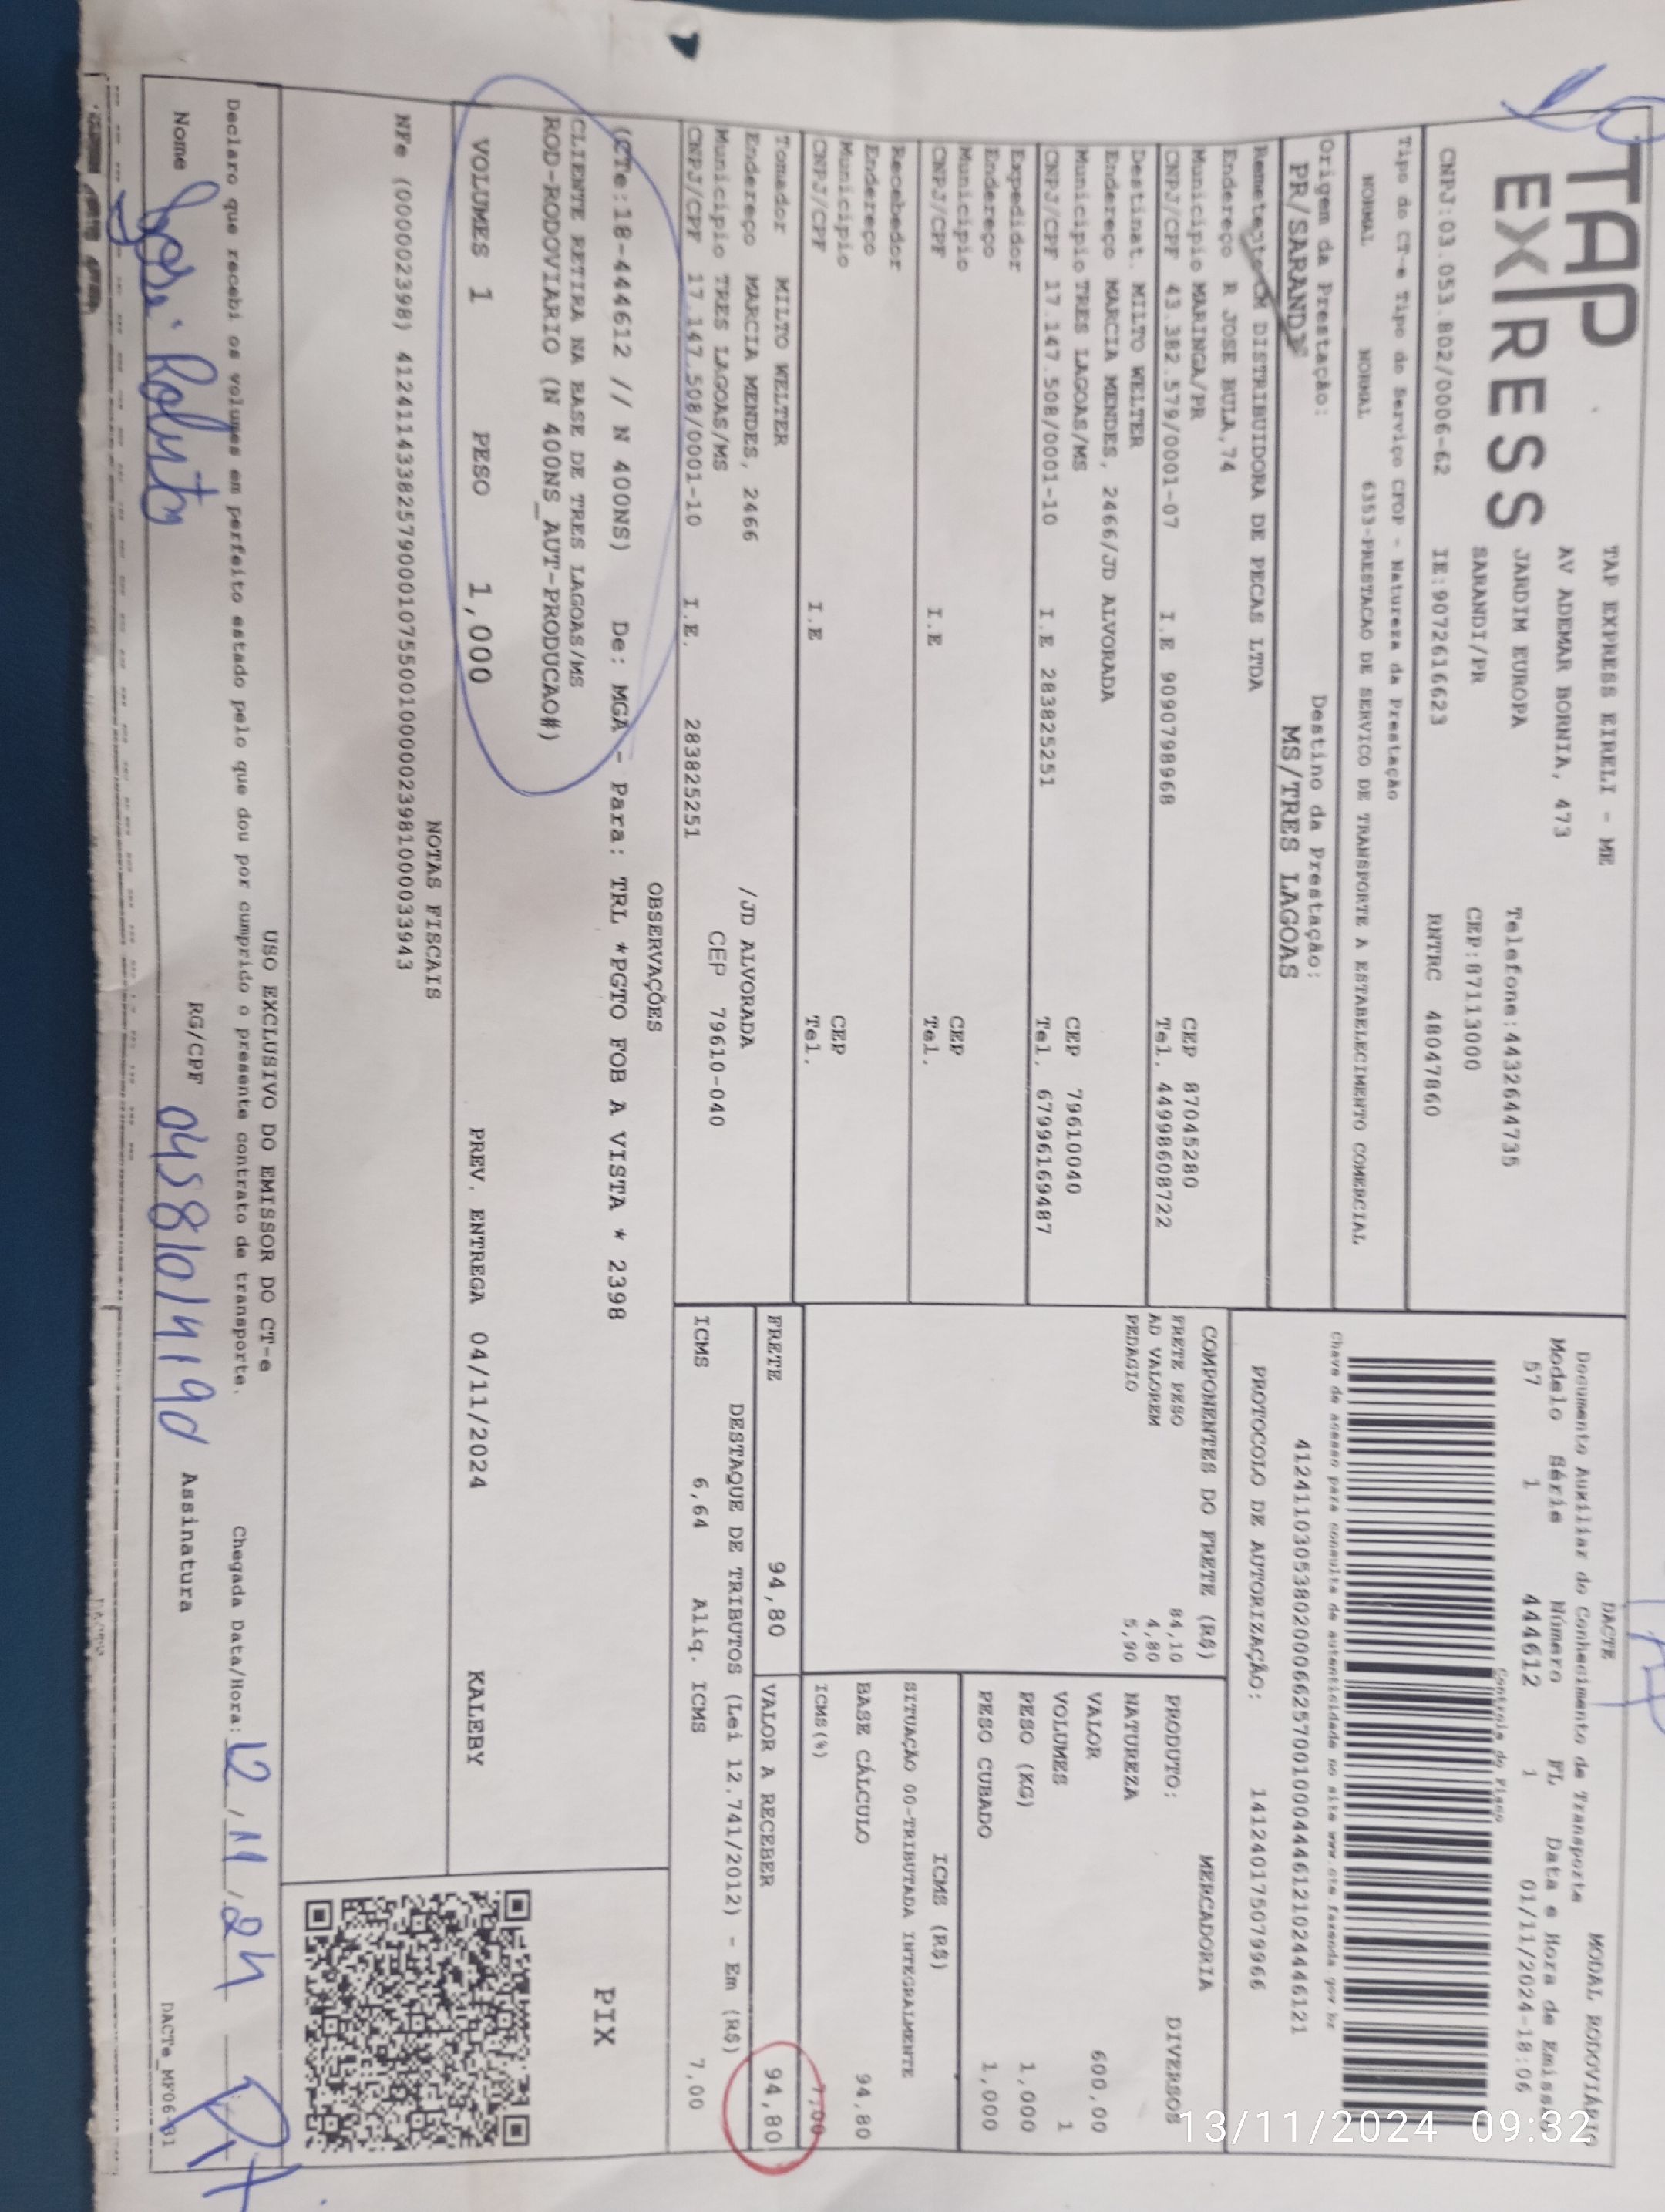 TAP
EXPRESS
TAP EXPRESS EIRELI - ME
AV ADEMAR BORNIA, 473
JARDIM EUROPA Telefone:4432644735
SARANDI/PR CEP:87113000
CNPJ:03.053.802/0006-62 IE:9072616623 RNTRC 48047860
Tipo do CT-e Tipo do Serviço CFOP - Natureza da Prestação
NORMAL NORMAL 6353-PRESTACAO DE SERVICO DE TRANSPORTE A ESTABELECIMENTO COMERCIAL
Origem da Prestação: Destino da Prestação:
PR/SARANDI MS/TRES LAGOAS
DACTE MODAL RODOVIÁRIO
Documento Auxiliar do Conhecimento de Transporte
Modelo Série Número FL Data e Hora de Emissão
57 1 444612 1 01/11/2024-18:06
Controle do Fisco
Chave de acesso para consulta de autenticidade no site www.cte.fazenda.gov.br
41241103053802000662570010004446121024446121
PROTOCOLO DE AUTORIZAÇÃO: 141240175079966
Remetente CM DISTRIBUIDORA DE PECAS LTDA
Endereço R JOSE BULA,74
Municipio MARINGA/PR CEP 87045280
CNPJ/CPF 43.382.579/0001-07 I.E 9090798968 Tel. 44998608722
Destinat. MILTO WELTER
Endereço MARCIA MENDES, 2466/JD ALVORADA
Municipio TRES LAGOAS/MS CEP 79610040
CNPJ/CPF 17.147.508/0001-10 I.E 283825251 Tel. 67996169487
Expedidor
Endereço
Municipio CEP
CNPJ/CPF I.E Tel.
Recebedor
Endereço
Municipio CEP
CNPJ/CPF I.E Tel.
Tomador MILTO WELTER
Endereço MARCIA MENDES, 2466 /JD ALVORADA
Municipio TRES LAGOAS/MS CEP 79610-040
CNPJ/CPF 17.147.508/0001-10 I.E. 283825251
COMPONENTES DO FRETE (R$)
FRETE PESO 84,10
AD VALOREM 4,80
PEDAGIO 5,90
MERCADORIA
PRODUTO: DIVERSOS
NATUREZA
VALOR 600,00
VOLUMES 1
PESO (KG) 1,000
PESO CUBADO 1,000
ICMS (R$)
SITUAÇÃO 00-TRIBUTADA INTEGRALMENTE
BASE CÁLCULO 94,80
ICMS(%) 7,00
FRETE 94,80 VALOR A RECEBER 94,80
DESTAQUE DE TRIBUTOS (Lei 12.741/2012) - Em (R$)
ICMS 6,64 Aliq. ICMS 7,00
OBSERVAÇÕES
(CTe:18-444612 // N 400NS) De: MGA - Para: TRL *PGTO FOB A VISTA * 2398
CLIENTE RETIRA NA BASE DE TRES LAGOAS/MS
ROD-RODOVIARIO (N 400NS_AUT-PRODUCAO#)
PIX
VOLUMES 1 PESO 1,000 PREV. ENTREGA 04/11/2024 KALEBY
NOTAS FISCAIS
NFe (000002398) 41241143382579000107550010000023981000033943
USO EXCLUSIVO DO EMISSOR DO CT-e
Declaro que recebi os volumes em perfeito estado pelo que dou por cumprido o presente contrato de transporte. Chegada Data/Hora: 12/11/24
Nome José RG/CPF Assinatura
13/11/2024 09:32